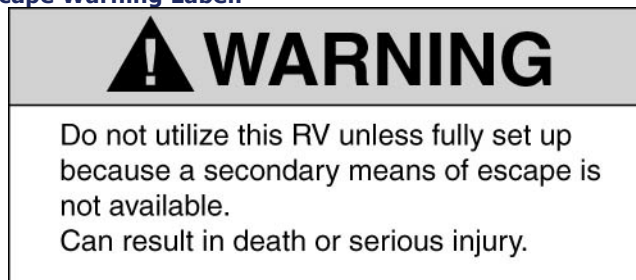 cape Warning Label:
WARNING
Do not utilize this RV unless fully set up
because a secondary means of escape is
not available.
Can result in death or serious injury.